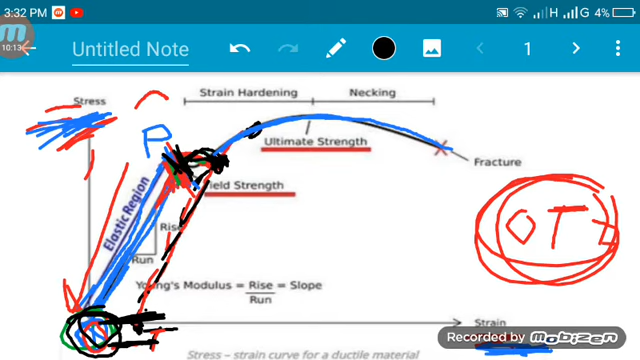 3:32 PM
G 4%
10:13
Untitled Note
1
Stress
Strain Hardening
Necking
P
Ultimate Strength
Fracture
Yield Strength
Elastic Region
Rise
Run
Young's Modulus = Rise = Slope
Run
Strain
RECORDED BY MOBIZEN
Stress – strain curve for a ductile material